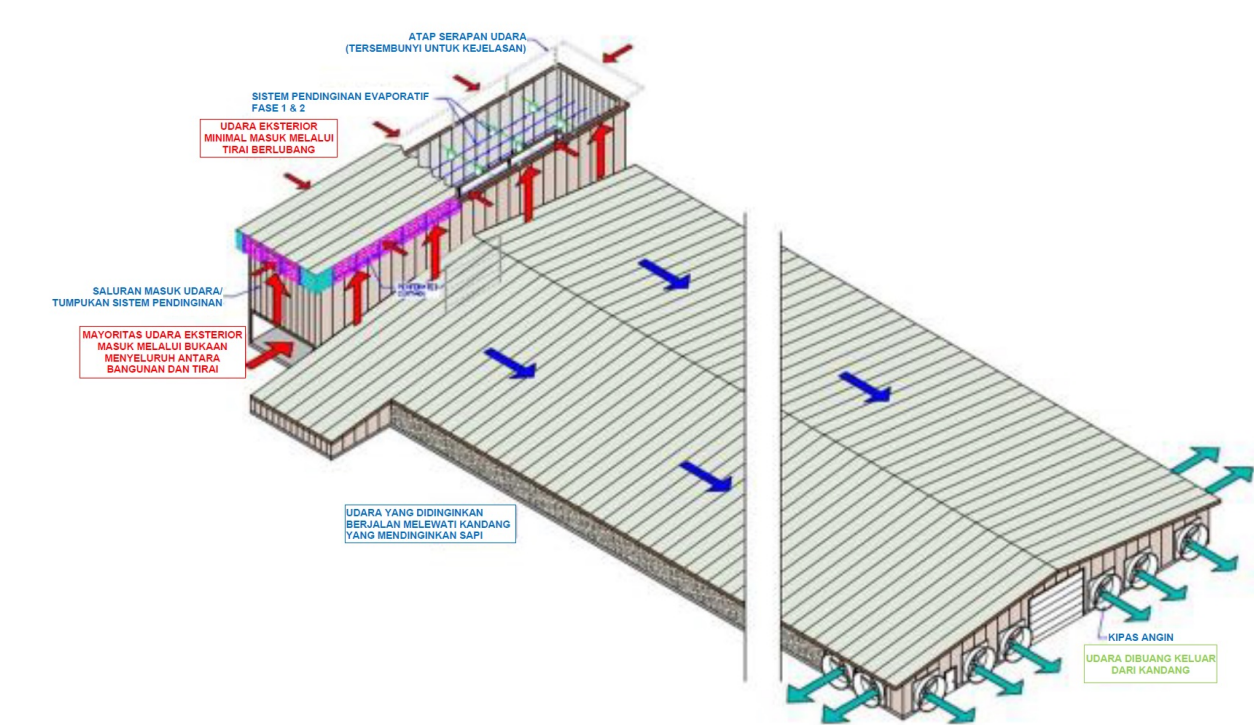 ATAP SERAPAN UDARA
(TERSEMBUNYI UNTUK KEJELASAN)
SISTEM PENDINGINAN EVAPORATIF
FASE 1 & 2
UDARA EKSTERIOR
MINIMAL MASUK MELALUI
TIRAI BERLUBANG
SALURAN MASUK UDARA/
TUMPUKAN SISTEM PENDINGINAN
MAYORITAS UDARA EKSTERIOR
MASUK MELALUI BUKAAN
MENYELURUH ANTARA
BANGUNAN DAN TIRAI
UDARA YANG DIDINGINKAN
BERJALAN MELEWATI KANDANG
YANG MENDINGINKAN SAPI
KIPAS ANGIN
UDARA DIBUANG KELUAR
DARI KANDANG